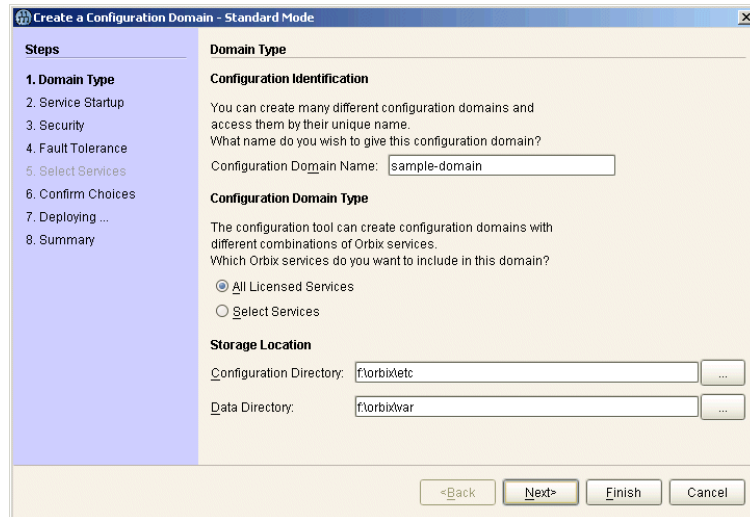 Create a Configuration Domain - Standard Mode
Steps
1. Domain Type
2. Service Startup
3. Security
4. Fault Tolerance
5. Select Services
6. Confirm Choices
7. Deploying ...
8. Summary
Domain Type
Configuration Identification
You can create many different configuration domains and
access them by their unique name.
What name do you wish to give this configuration domain?
Configuration Domain Name: sample-domain
Configuration Domain Type
The configuration tool can create configuration domains with
different combinations of Orbix services.
Which Orbix services do you want to include in this domain?
All Licensed Services
Select Services
Storage Location
Configuration Directory: f:\orbix\etc ...
Data Directory: f:\orbix\var ...
<Back Next> Finish Cancel